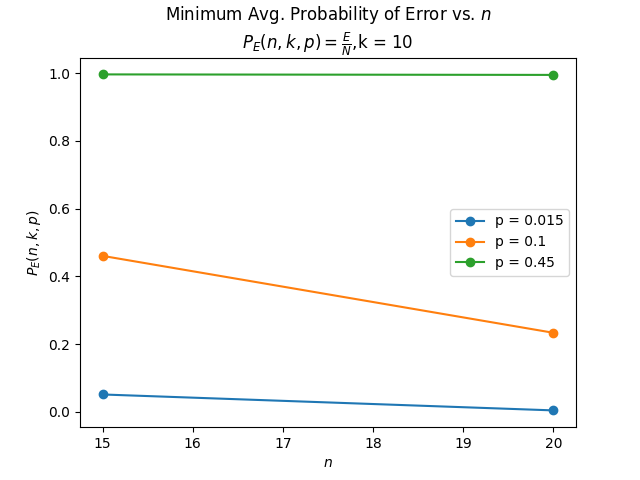 Minimum Avg. Probability of Error vs. n
P_E(n, k, p) = \frac{E}{N},k = 10
1.0
0.8
0.6
0.4
0.2
0.0
P_E(n, k, p)
p = 0.015
p = 0.1
p = 0.45
15 16 17 18 19 20
n